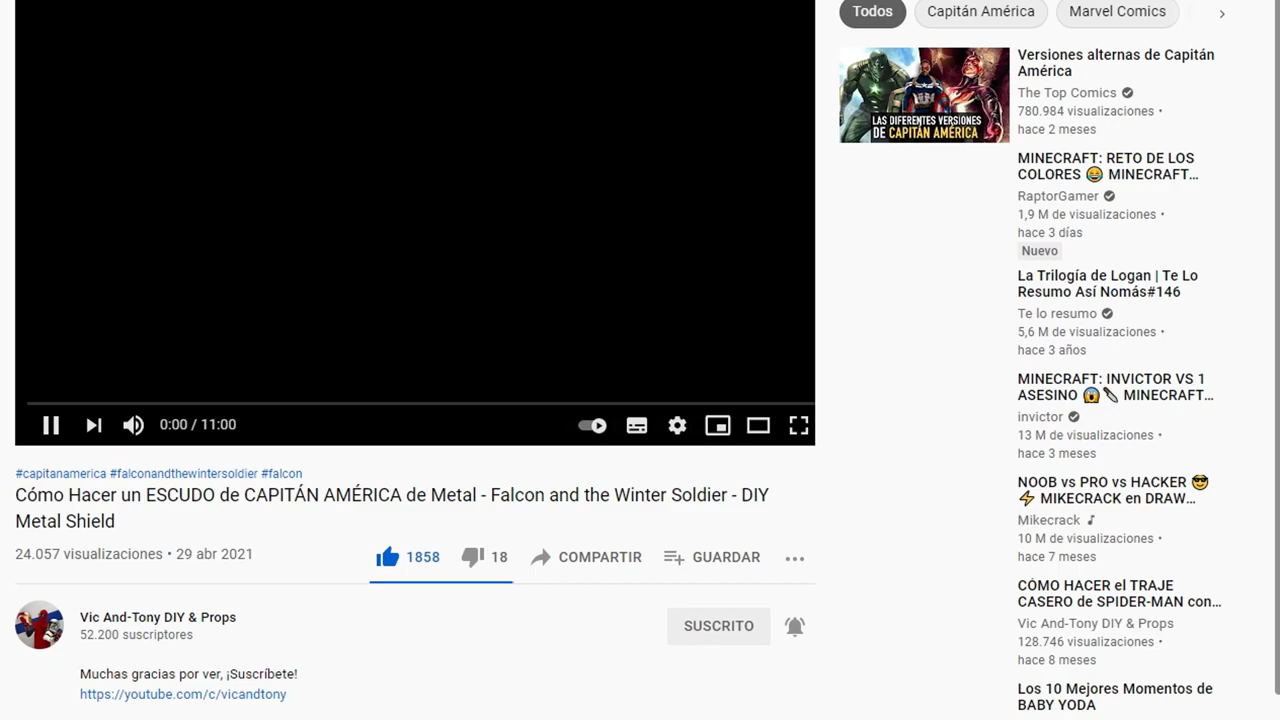 Todos
Capitán América
Marvel Comics
LAS DIFERENTES VERSIONES
DE CAPITÁN AMÉRICA
Versiones alternas de Capitán
América
The Top Comics
780.984 visualizaciones •
hace 2 meses
MINECRAFT: RETO DE LOS
COLORES 😂 MINECRAFT...
RaptorGamer
1,9 M de visualizaciones •
hace 3 días
Nuevo
La Trilogía de Logan | Te Lo
Resumo Así Nomás#146
Te lo resumo
5,6 M de visualizaciones •
hace 3 años
MINECRAFT: INVICTOR VS 1
ASESINO 😱🔪 MINECRAFT...
invictor
13 M de visualizaciones •
hace 3 meses
NOOB vs PRO vs HACKER 😎
⚡ MIKECRACK en DRAW...
Mikecrack
10 M de visualizaciones •
hace 7 meses
CÓMO HACER el TRAJE
CASERO de SPIDER-MAN con...
Vic And-Tony DIY & Props
128.746 visualizaciones •
hace 8 meses
Los 10 Mejores Momentos de
BABY YODA
0:00 / 11:00
#capitanamerica #falconandthewintersoldier #falcon
Cómo Hacer un ESCUDO de CAPITÁN AMÉRICA de Metal - Falcon and the Winter Soldier - DIY
Metal Shield
24.057 visualizaciones • 29 abr 2021
1858
18
COMPARTIR
GUARDAR
Vic And-Tony DIY & Props
52.200 suscriptores
SUSCRITO
Muchas gracias por ver, ¡Suscríbete!
https://youtube.com/c/vicandtony